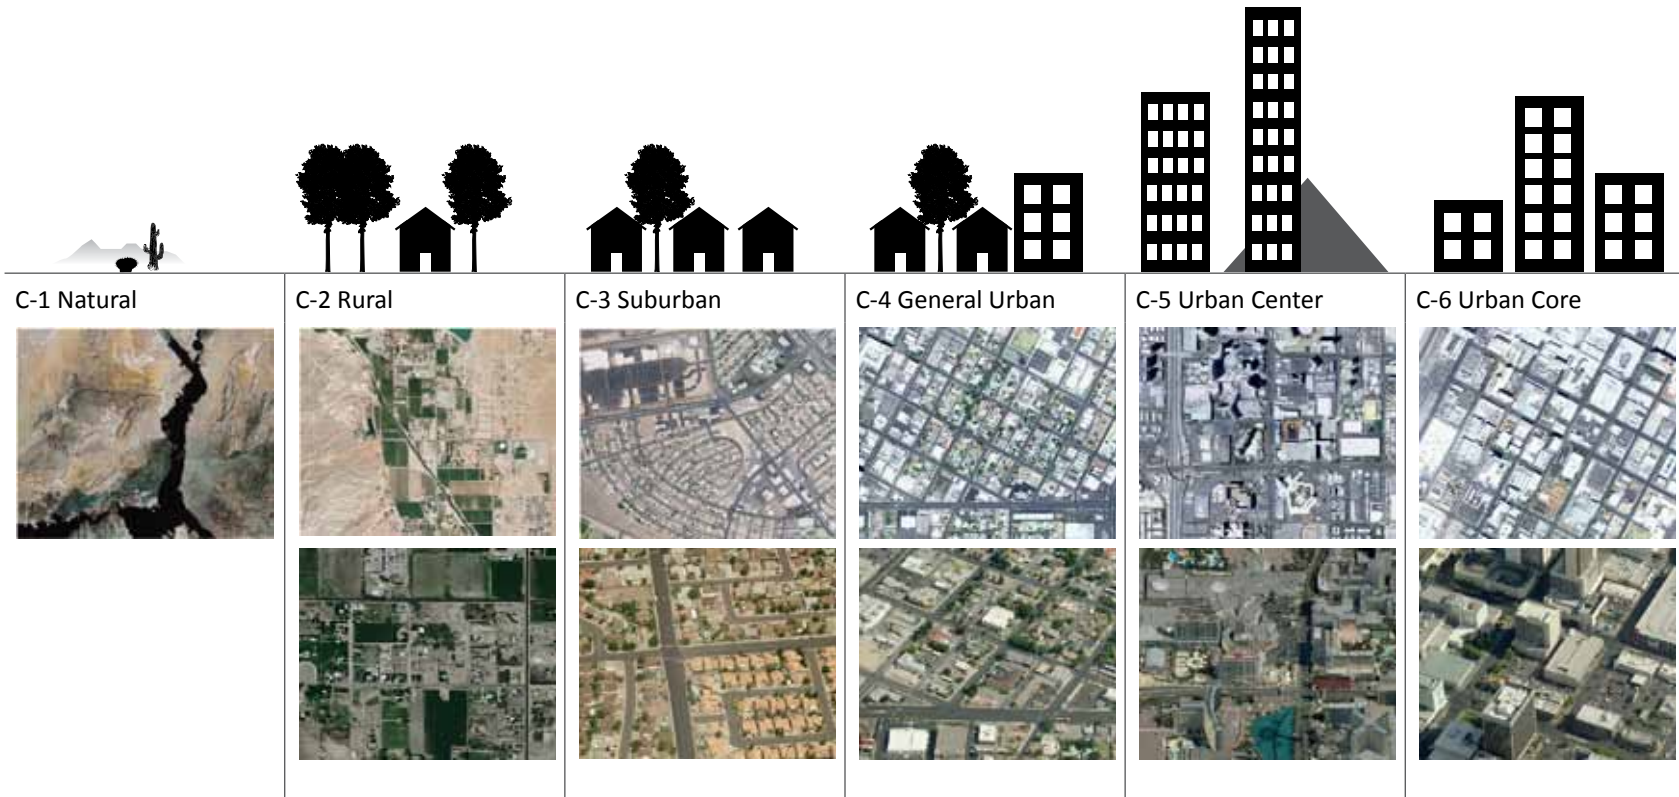 C-1 Natural
C-2 Rural
C-3 Suburban
C-4 General Urban
C-5 Urban Center
C-6 Urban Core